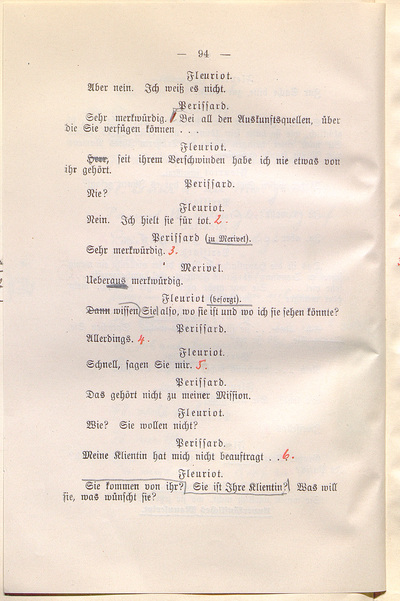 — 94 —
Fleuriot.
Aber nein. Ich weiß es nicht.
Perissard.
Sehr merkwürdig. Bei all den Auskunftsquellen, über
die Sie verfügen können . . .
Fleuriot.
Herr, seit ihrem Verschwinden habe ich nie etwas von
ihr gehört.
Perissard.
Nie?
Fleuriot.
Nein. Ich hielt sie für tot. 2.
Perissard (zu Merivel).
Sehr merkwürdig. 3.
Merivel.
Ueberaus merkwürdig.
Fleuriot (besorgt).
Dann wissen Sie also, wo sie ist und wo ich sie sehen könnte?
Perissard.
Allerdings. 4.
Fleuriot.
Schnell, sagen Sie mir. 5.
Perissard.
Das gehört nicht zu meiner Mission.
Fleuriot.
Wie? Sie wollen nicht?
Perissard.
Meine Klientin hat mich nicht beauftragt . . 6.
Fleuriot.
Sie kommen von ihr? Sie ist Ihre Klientin? Was will
sie, was wünscht sie?